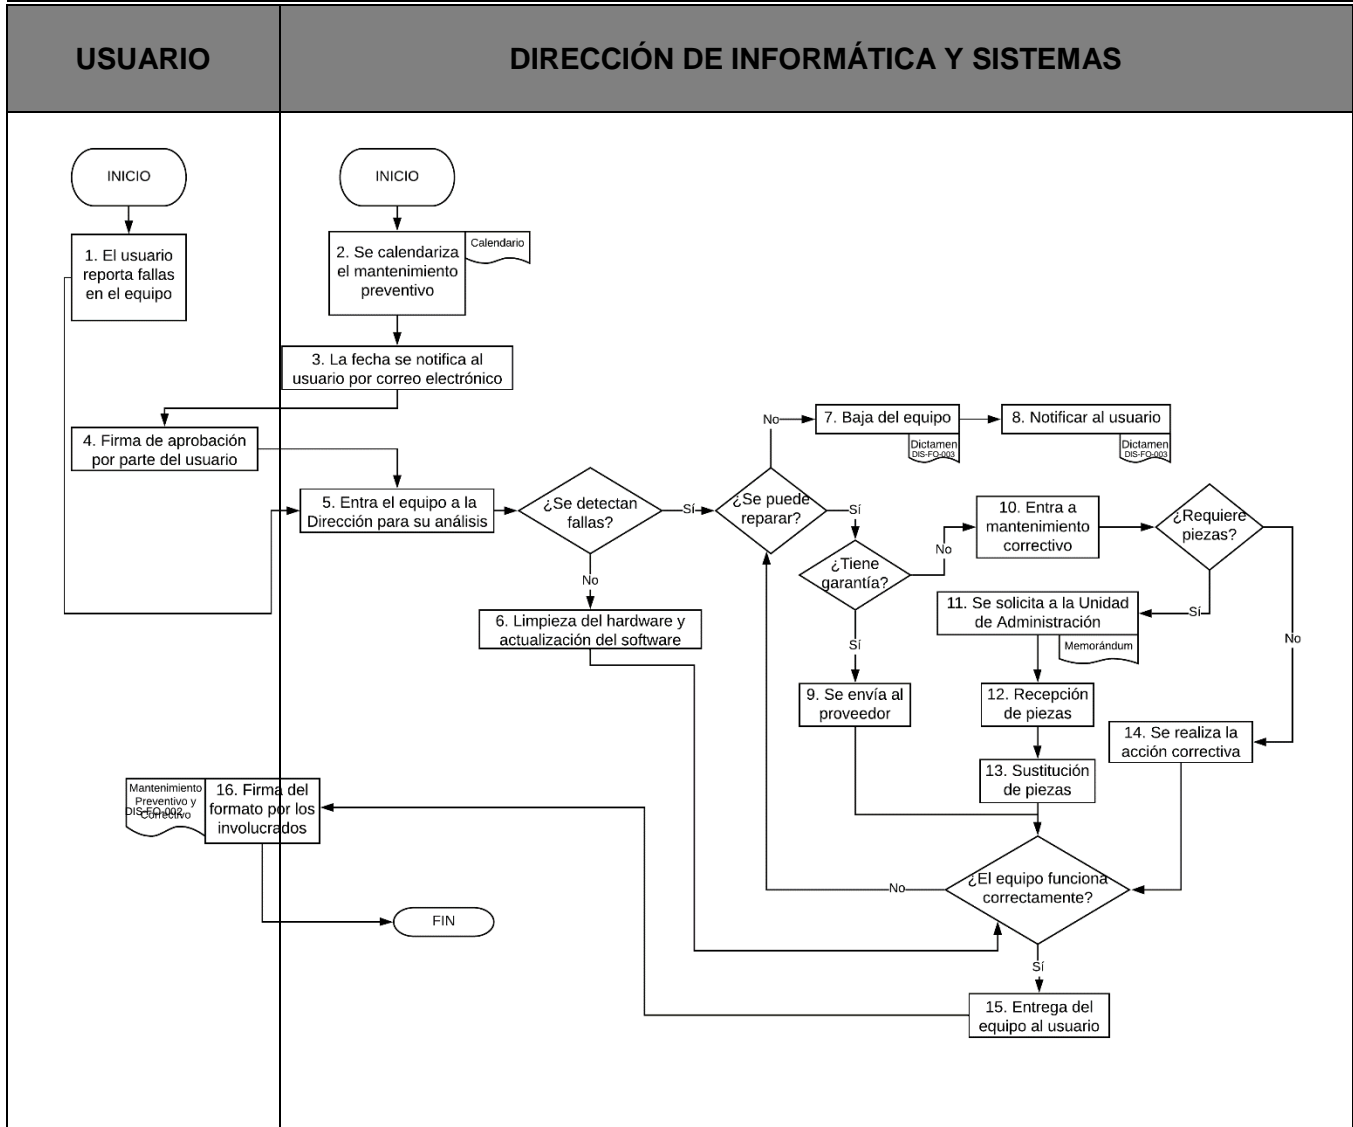 USUARIO
DIRECCIÓN DE INFORMÁTICA Y SISTEMAS
INICIO
INICIO
1. El usuario
reporta fallas
en el equipo
2. Se calendariza
el mantenimiento
preventivo
Calendario
3. La fecha se notifica al
usuario por correo electrónico
4. Firma de aprobación
por parte del usuario
5. Entra el equipo a la
Dirección para su análisis
¿Se detectan
fallas?
Sí
No
6. Limpieza del hardware y
actualización del software
¿Se puede
reparar?
No
7. Baja del equipo
Dictamen
DIS-FO-003
8. Notificar al usuario
Dictamen
DIS-FO-003
Sí
¿Tiene
garantía?
No
10. Entra a
mantenimiento
correctivo
¿Requiere
piezas?
Sí
No
11. Se solicita a la Unidad
de Administración
Memorándum
Sí
9. Se envía al
proveedor
12. Recepción
de piezas
13. Sustitución
de piezas
14. Se realiza la
acción correctiva
¿El equipo funciona
correctamente?
No
Sí
15. Entrega del
equipo al usuario
Mantenimiento
Preventivo y
Correctivo
DIS-FO-002
16. Firma del
formato por los
involucrados
FIN